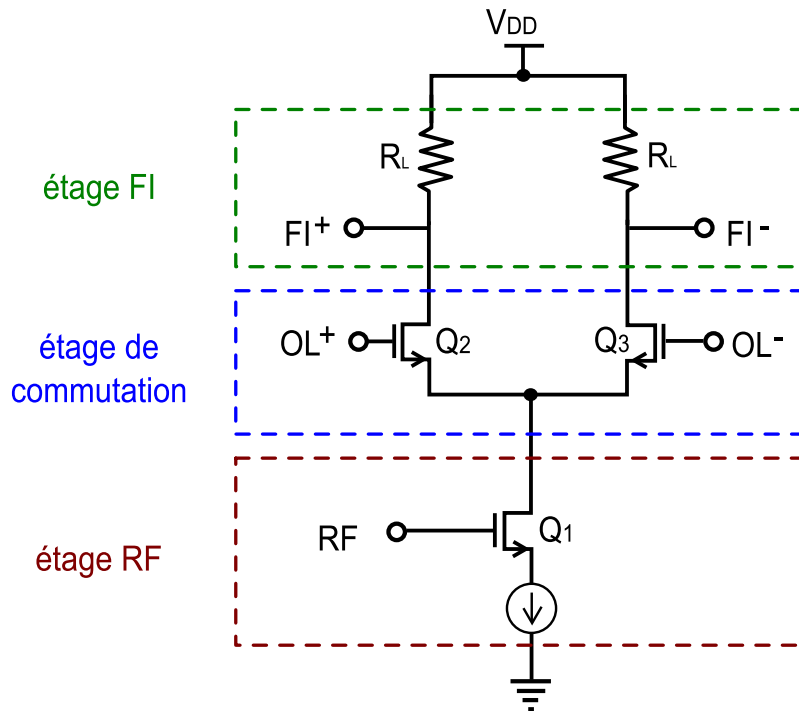 VDD
RL
RL
étage FI
FI+
FI-
OL+
Q2
Q3
OL-
étage de
commutation
RF
Q1
étage RF